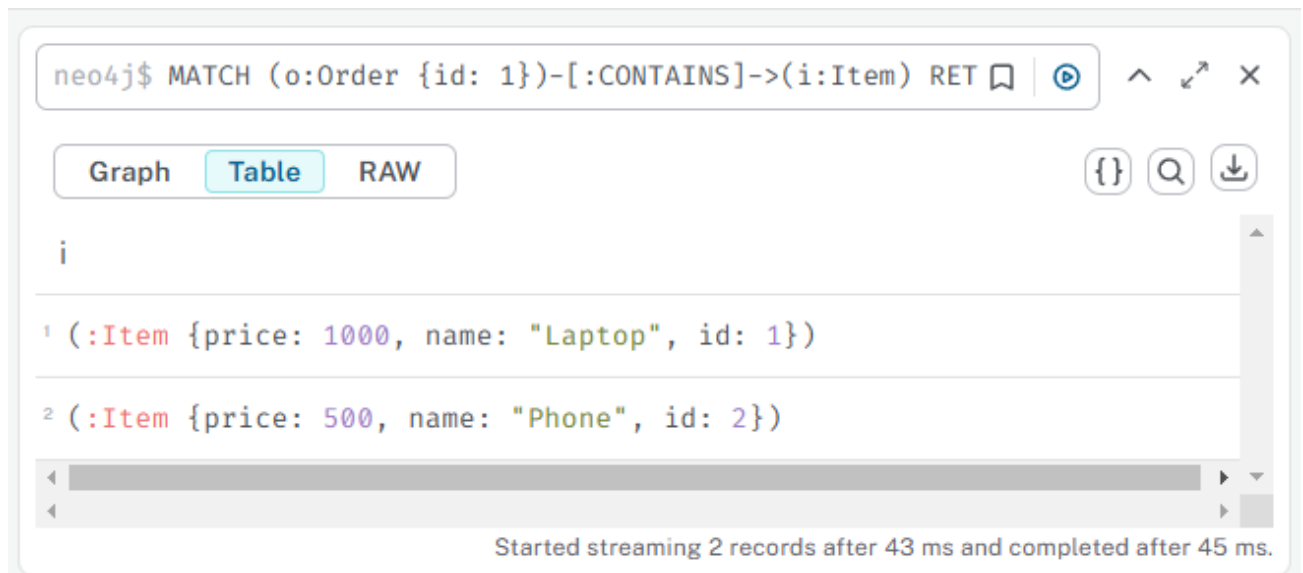 neo4j$ MATCH (o:Order {id: 1})-[:CONTAINS]->(i:Item) RET
Graph Table RAW
{}
i
1 (:Item {price: 1000, name: "Laptop", id: 1})
2 (:Item {price: 500, name: "Phone", id: 2})
Started streaming 2 records after 43 ms and completed after 45 ms.